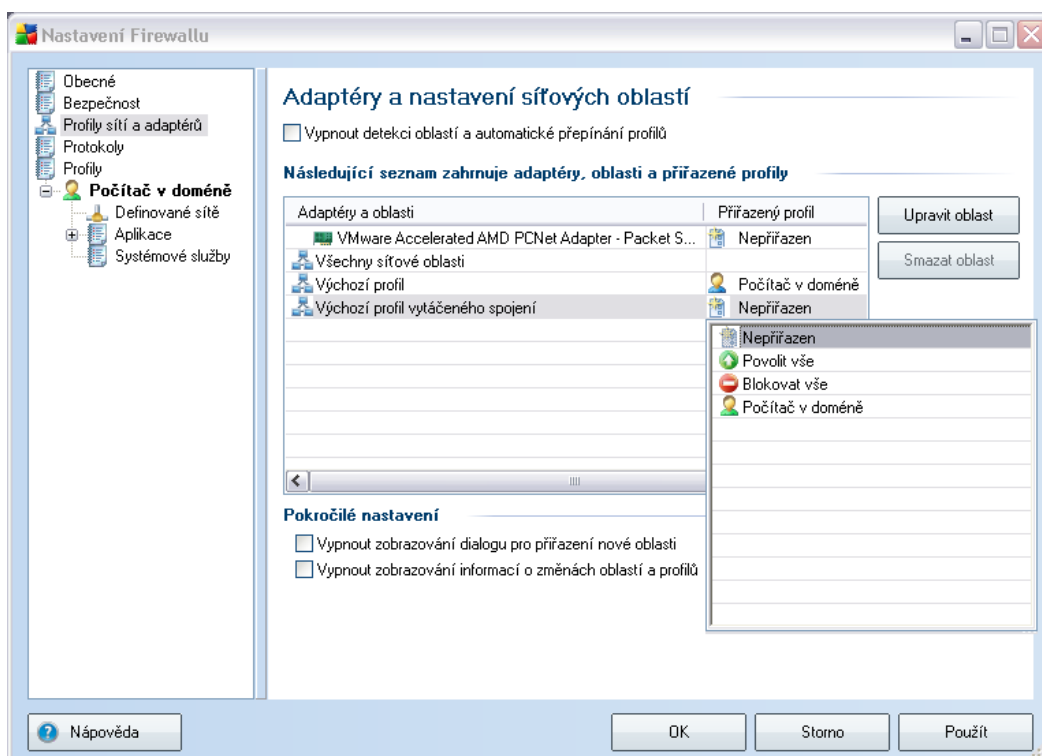 Nastavení Firewallu
Obecné
Bezpečnost
Profily sítí a adaptérů
Protokoly
Profily
Počítač v doméně
Definované sítě
Aplikace
Systémové služby
Adaptéry a nastavení síťových oblastí
Vypnout detekci oblastí a automatické přepínání profilů
Následující seznam zahrnuje adaptéry, oblasti a přiřazené profily
Adaptéry a oblasti Přiřazený profil
VMware Accelerated AMD PCNet Adapter - Packet S... Nepřiřazen
Všechny síťové oblasti
Výchozí profil Počítač v doméně
Výchozí profil vytáčeného spojení Nepřiřazen
Nepřiřazen
Povolit vše
Blokovat vše
Počítač v doméně
Upravit oblast
Smazat oblast
Pokročilé nastavení
Vypnout zobrazování dialogu pro přiřazení nové oblasti
Vypnout zobrazování informací o změnách oblastí a profilů
Nápověda
OK
Storno
Použít